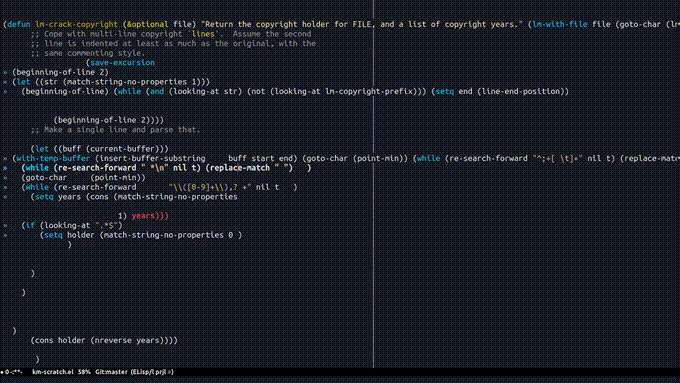 (defun lm-crack-copyright (&optional file) "Return the copyright holder for FILE, and a list of copyright years." (lm-with-file file (goto-char (lm
;; Cope with multi-line copyright `lines'.  Assume the second
;; line is indented at least as much as the original, with the
;; same commenting style.
(save-excursion
» (beginning-of-line 2)
» (let ((str (match-string-no-properties 1)))
» (beginning-of-line) (while (and (looking-at str) (not (looking-at lm-copyright-prefix))) (setq end (line-end-position))
(beginning-of-line 2))))
;; Make a single line and parse that.
(let ((buff (current-buffer)))
» (with-temp-buffer (insert-buffer-substring buff start end) (goto-char (point-min)) (while (re-search-forward "^;+[ \t]+" nil t) (replace-mat
» (while (re-search-forward " *\n" nil t) (replace-match " ") )
» (goto-char (point-min))
» (while (re-search-forward "\\([0-9]+\\),? +" nil t )
» (setq years (cons (match-string-no-properties
1) years)))
» (if (looking-at ".*$")
» (setq holder (match-string-no-properties 0 )
)
)
)
)
(cons holder (nreverse years))))
)
0 -:**- km-scratch.el 58% Git:master (ELisp/l prjl =)